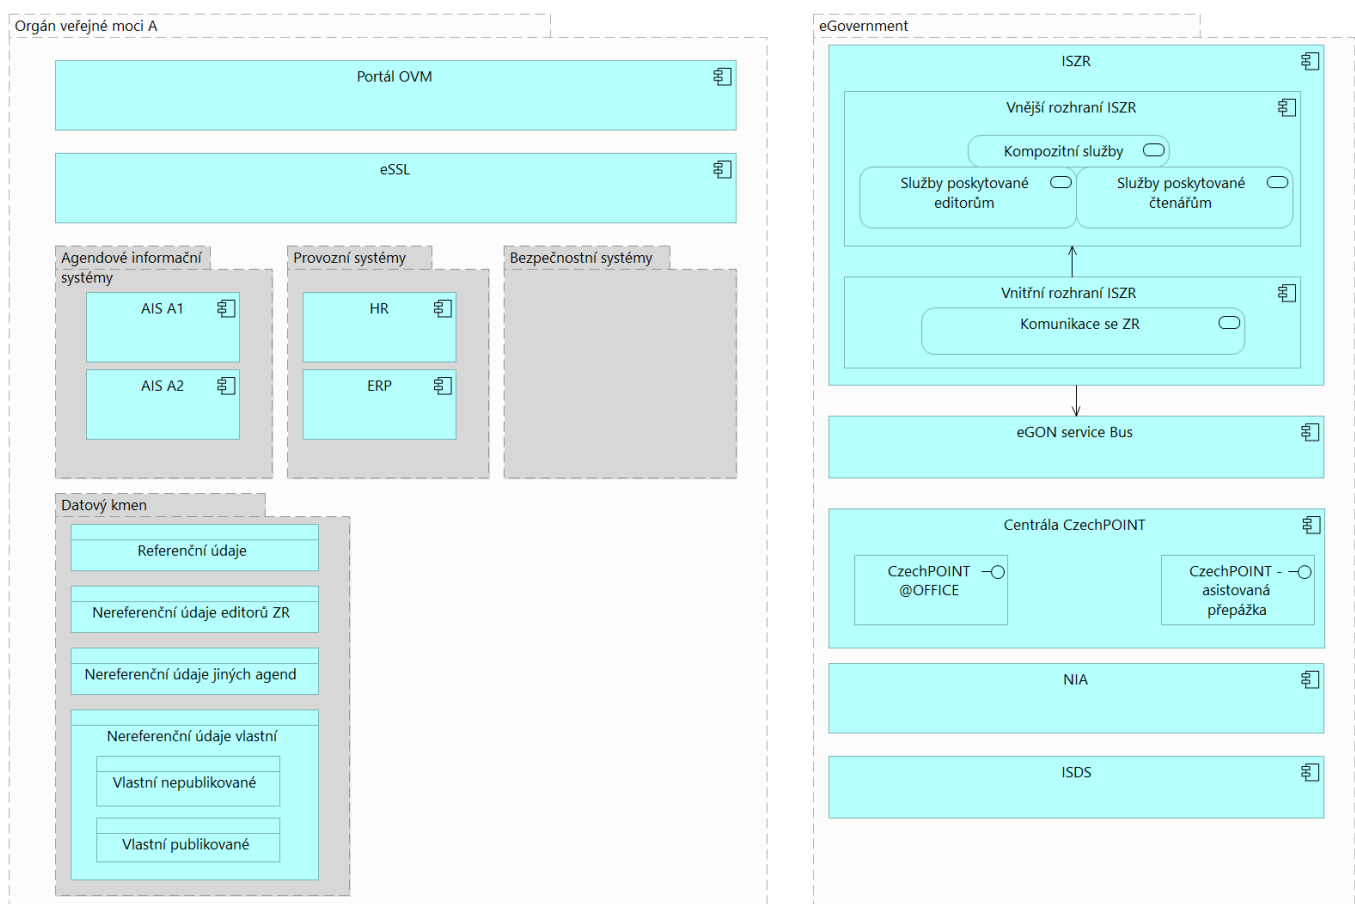 Orgán veřejné moci A
Portál OVM
eSSL
Agendové informační
systémy
AIS A1
AIS A2
Provozní systémy
HR
ERP
Bezpečnostní systémy
Datový kmen
Referenční údaje
Nereferenční údaje editorů ZR
Nereferenční údaje jiných agend
Nereferenční údaje vlastní
Vlastní nepublikované
Vlastní publikované
eGovernment
ISZR
Vnější rozhraní ISZR
Kompozitní služby
Služby poskytované
editorům
Služby poskytované
čtenářům
Vnitřní rozhraní ISZR
Komunikace se ZR
eGON service Bus
Centrála CzechPOINT
CzechPOINT
@OFFICE
CzechPOINT -
asistovaná
přepážka
NIA
ISDS